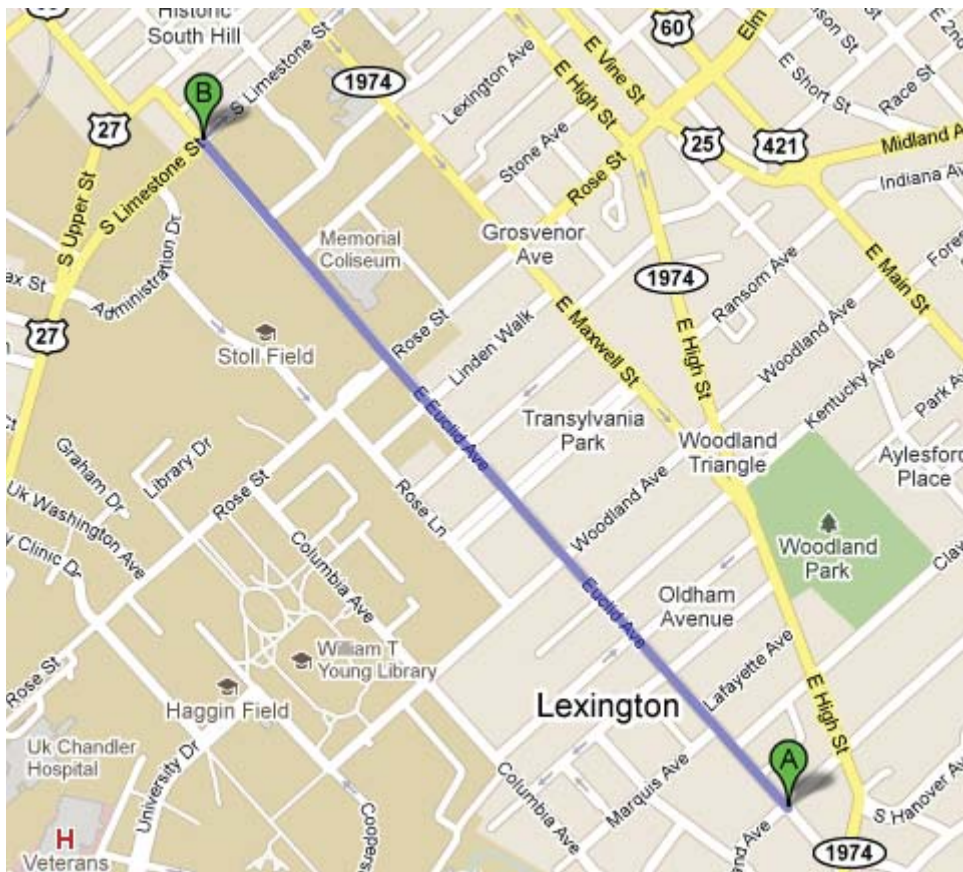 Historic
South Hill
B
S Limestone St
1974
Lexington Ave
E High St
E Vine St
60
Elm
E 2nd
E Short St
Race St
27
S Limestone St
S Upper St
Administration Dr
Memorial
Coliseum
Stone Ave
Rose St
25
421
Midland A
Indiana Av
Grosvenor
Ave
1974
Ransom Ave
E Main St
27
Stoll Field
Rose St
Linden Walk
E Maxwell St
E High St
Woodland Ave
Kentucky Ave
Park Av
E Euclid Ave
Transylvania
Park
Woodland
Triangle
Aylesford
Place
Graham Dr
Library Dr
Rose St
Rose Ln
Woodland Ave
Woodland
Park
Uk Washington Ave
Clinic Dr
Columbia Ave
Euclid Ave
Oldham
Avenue
William T
Young Library
Lafayette Ave
Rose St
Haggin Field
Lexington
E High St
Uk Chandler
Hospital
University Dr
Columbia Ave
Marquis Ave
A
S Hanover Av
H
Veterans
Coopers
and Ave
1974